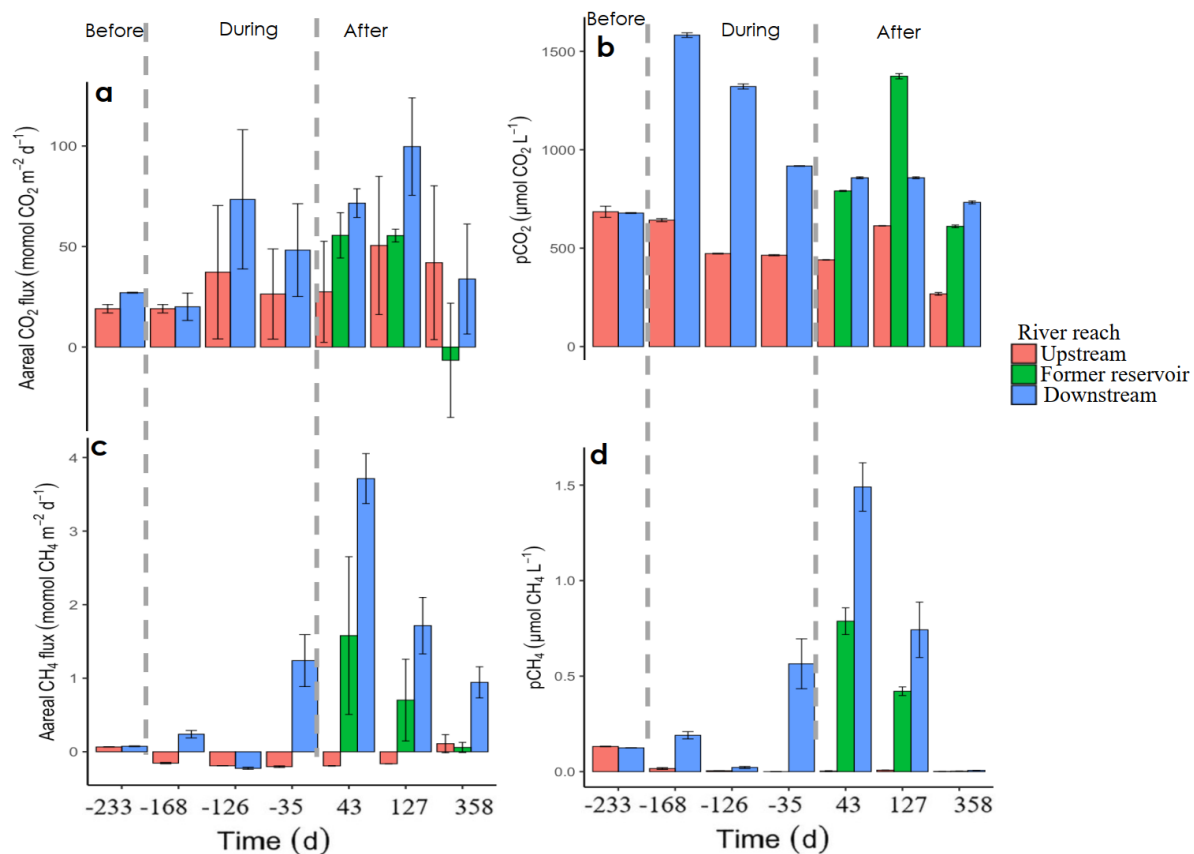 Before During After
a
Aareal CO₂ flux (momol CO₂ m⁻² d⁻¹)
100
50
0
Before During After
b
pCO₂ (µmol CO₂ L⁻¹)
1500
1000
500
0
River reach
Upstream
Former reservoir
Downstream
c
Aareal CH₄ flux (momol CH₄ m⁻² d⁻¹)
4
3
2
1
0
-233 -168 -126 -35 43 127 358
Time (d)
d
pCH₄ (µmol CH₄ L⁻¹)
1.5
1.0
0.5
0.0
-233 -168 -126 -35 43 127 358
Time (d)